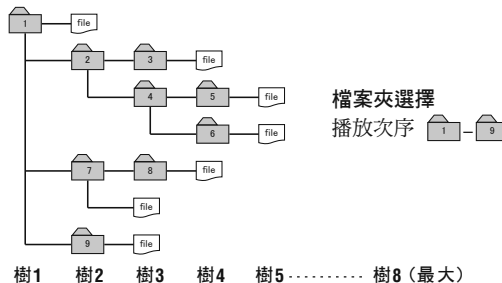 1 file
2 3 file
4 5 file
6 file
7 8 file
file
9 file
檔案夾選擇
播放次序 1 – 9
樹1 樹2 樹3 樹4 樹5 ·········· 樹8（最大）